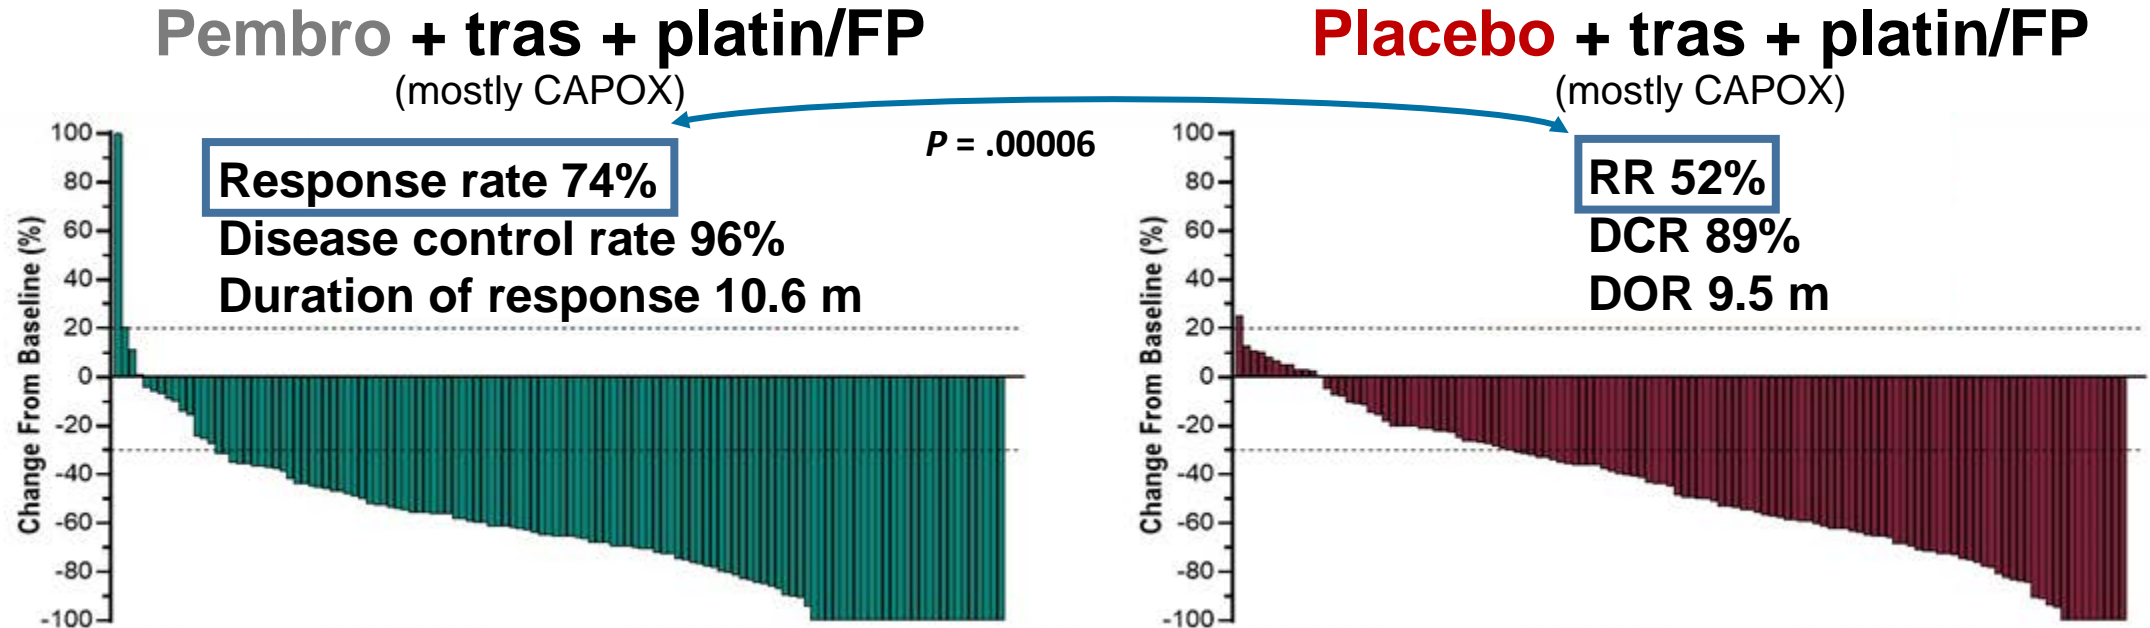 Pembro + tras + platin/FP
(mostly CAPOX)
Placebo + tras + platin/FP
(mostly CAPOX)
P = .00006
Change From Baseline (%)
100
80
60
40
20
0
-20
-40
-60
-80
-100
Response rate 74%
Disease control rate 96%
Duration of response 10.6 m
Change From Baseline (%)
100
80
60
40
20
0
-20
-40
-60
-80
-100
RR 52%
DCR 89%
DOR 9.5 m